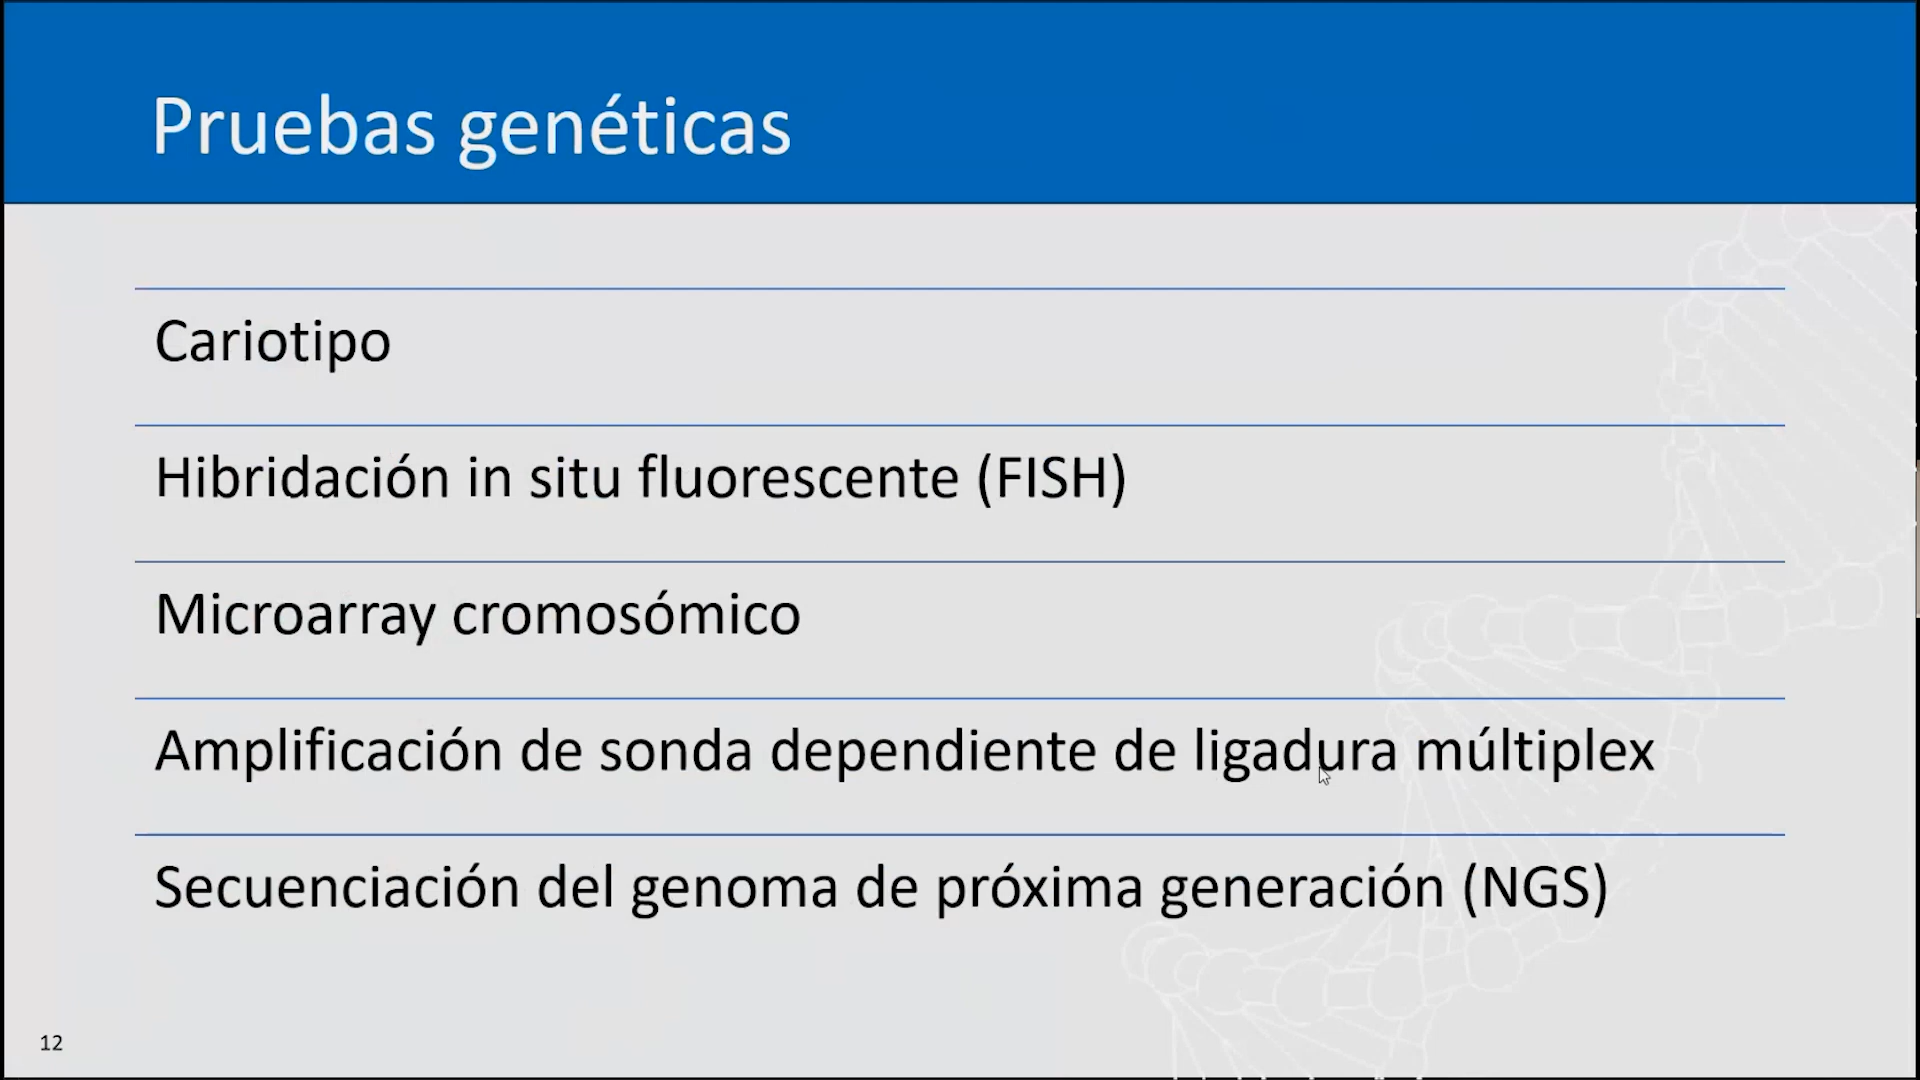 Pruebas genéticas
Cariotipo
Hibridación in situ fluorescente (FISH)
Microarray cromosómico
Amplificación de sonda dependiente de ligadura múltiplex
Secuenciación del genoma de próxima generación (NGS)
12